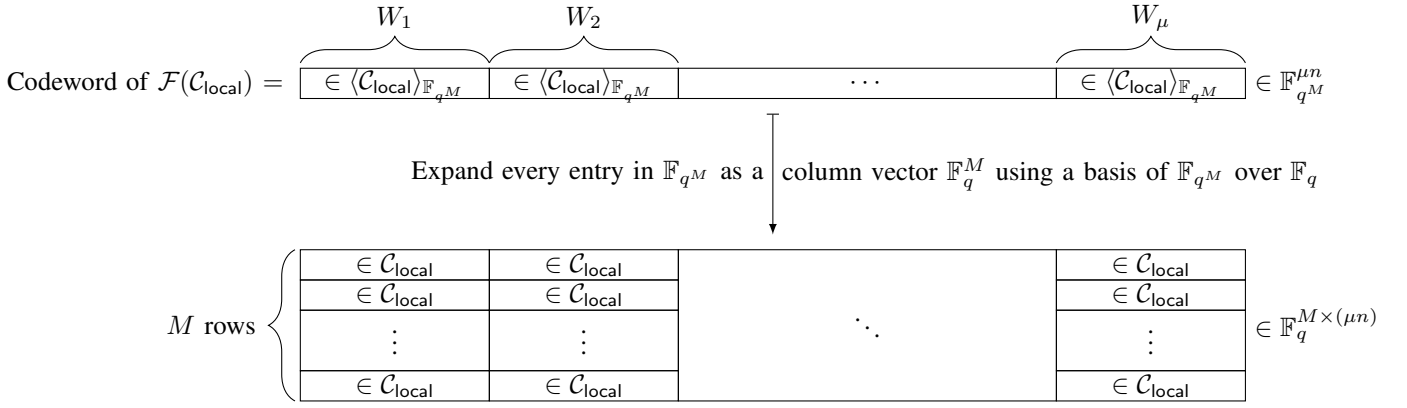 W₁ W₂ W_μ
Codeword of 𝓕(𝒞_local) = ∈ ⟨𝒞_local⟩_{𝔽_{q^M}} ∈ ⟨𝒞_local⟩_{𝔽_{q^M}} ⋯ ∈ ⟨𝒞_local⟩_{𝔽_{q^M}} ∈ 𝔽_{q^M}^{μn}
Expand every entry in 𝔽_{q^M} as a column vector 𝔽_q^M using a basis of 𝔽_{q^M} over 𝔽_q
∈ 𝒞_local ∈ 𝒞_local ∈ 𝒞_local
∈ 𝒞_local ∈ 𝒞_local ∈ 𝒞_local
M rows ⋮ ⋮ ⋱ ⋮ ∈ 𝔽_q^{M×(μn)}
∈ 𝒞_local ∈ 𝒞_local ∈ 𝒞_local